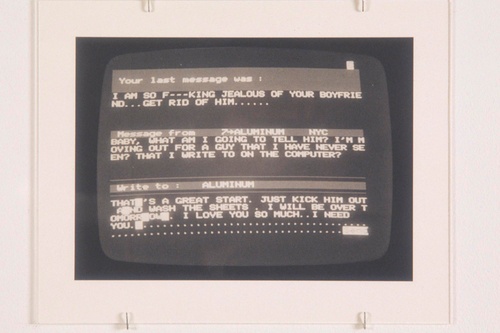 Your last message was :
I AM SO F---KING JEALOUS OF YOUR BOYFRIE
ND...GET RID OF HIM......
Message from ALUMINUM NYC
BABY, WHAT AM I GOING TO TELL HIM? I'M M
OVING OUT FOR A GUY THAT I HAVE NEVER SE
EN? THAT I WRITE TO ON THE COMPUTER?
Write to : ALUMINUM
THAT'S A GREAT START. JUST KICK HIM OUT
WASH THE SHEETS.. I WILL BE OVER T
OMORROW. I LOVE YOU SO MUCH..I NEED
YOU.